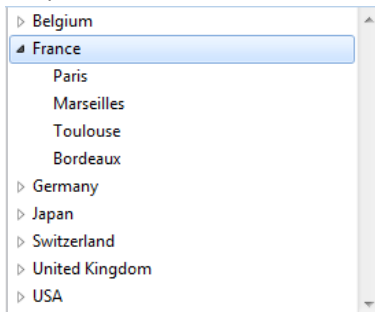 Belgium
France
Paris
Marseilles
Toulouse
Bordeaux
Germany
Japan
Switzerland
United Kingdom
USA